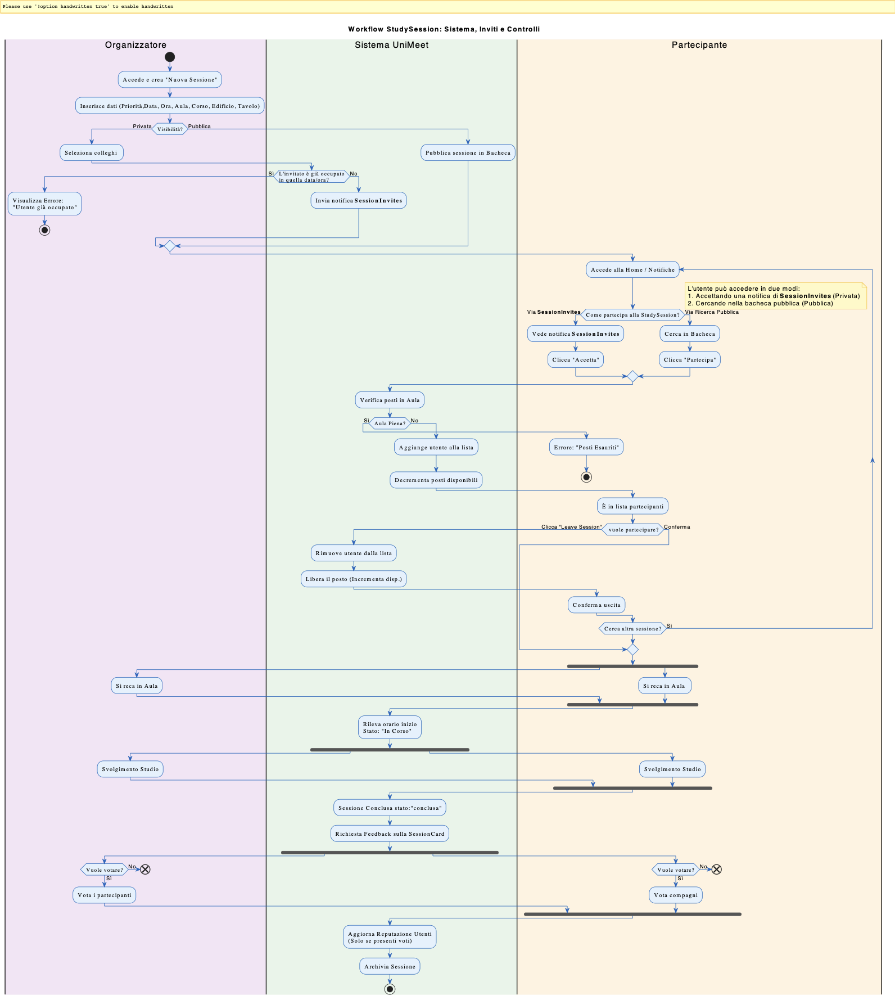 Please use '!option handwritten true' to enable handwritten
Workflow StudySession: Sistema, Inviti e Controlli
Organizzatore
Sistema UniMeet
Partecipante
Accede e crea "Nuova Sessione"
Inserisce dati (Priorità,Data, Ora, Aula, Corso, Edificio, Tavolo)
Privata
Visibilità?
Pubblica
Seleziona colleghi
Pubblica sessione in Bacheca
Sì
L'invitato è già occupato
in quella data/ora?
No
Visualizza Errore:
"Utente già occupato"
Invia notifica SessionInvites
Accede alla Home / Notifiche
L'utente può accedere in due modi:
1. Accettando una notifica di SessionInvites (Privata)
2. Cercando nella bacheca pubblica (Pubblica)
Via SessionInvites
Come partecipa alla StudySession?
Via Ricerca Pubblica
Vede notifica SessionInvites
Cerca in Bacheca
Clicca "Accetta"
Clicca "Partecipa"
Verifica posti in Aula
Sì
Aula Piena?
No
Aggiunge utente alla lista
Errore: "Posti Esauriti"
Decrementa posti disponibili
È in lista partecipanti
Clicca "Leave Session"
vuole partecipare?
Conferma
Rimuove utente dalla lista
Libera il posto (Incrementa disp.)
Conferma uscita
Cerca altra sessione?
Sì
Si reca in Aula
Si reca in Aula
Rileva orario inizio
Stato: "In Corso"
Svolgimento Studio
Svolgimento Studio
Sessione Conclusa stato:"conclusa"
Richiesta Feedback sulla SessionCard
Vuole votare?
No
Vuole votare?
No
Sì
Sì
Vota i partecipanti
Vota compagni
Aggiorna Reputazione Utenti
(Solo se presenti voti)
Archivia Sessione